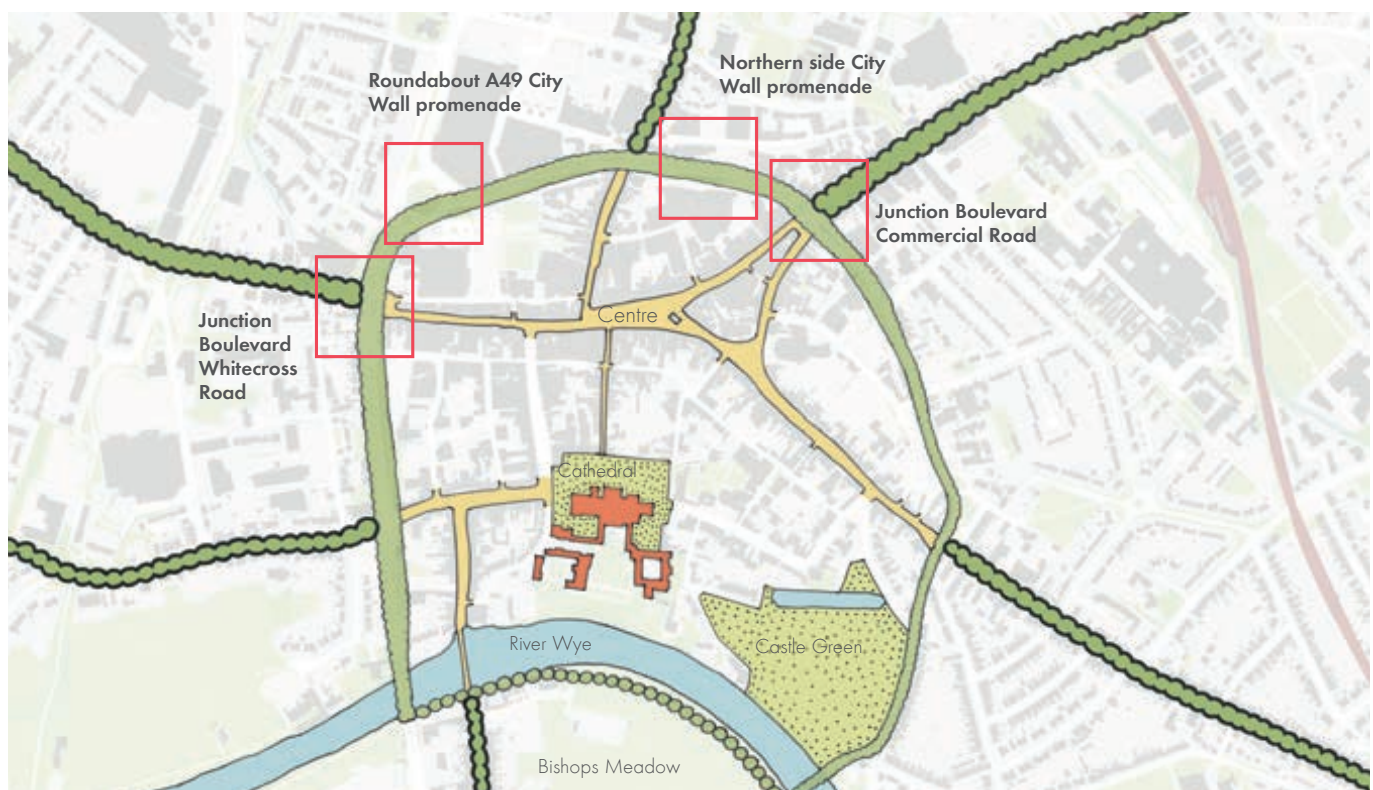 Northern side City
Wall promenade
Roundabout A49 City
Wall promenade
Junction Boulevard
Commercial Road
Centre
Junction
Boulevard
Whitecross
Road
Cathedral
River Wye
Castle Green
Bishops Meadow